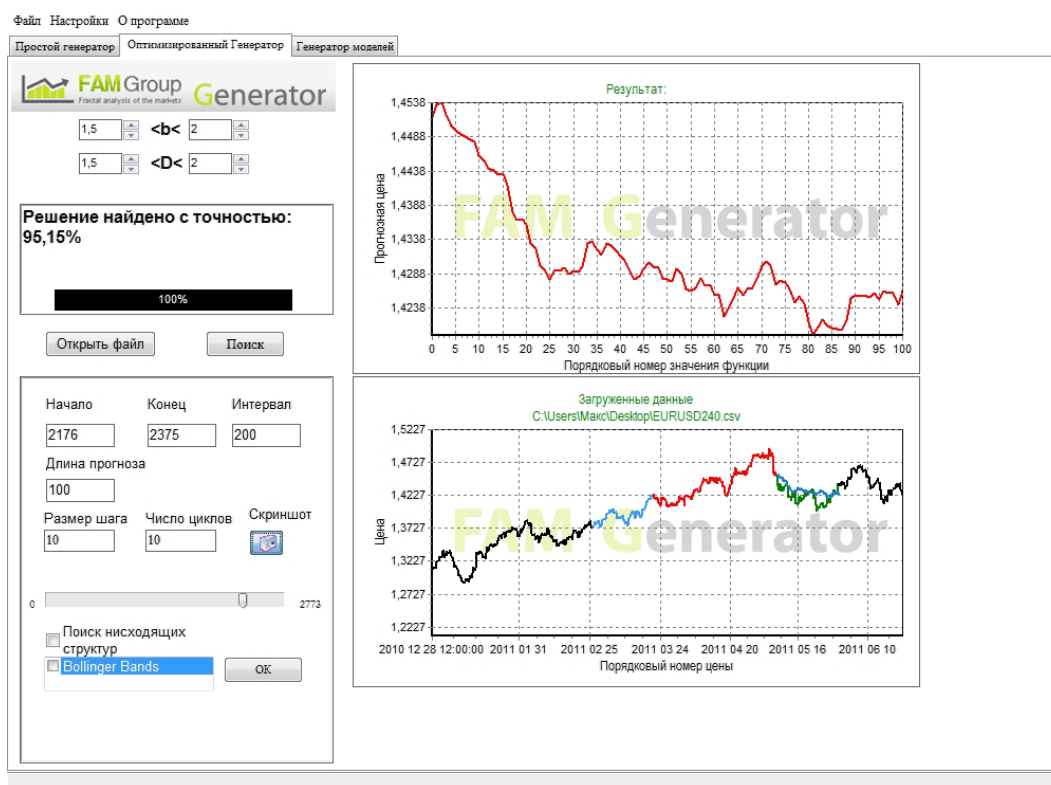 Файл Настройки О программе
Простой генератор Оптимизированный Генератор Генератор моделей
FAMGroup Generator
Fractal analysis of the markets
1,5 <b< 2
1,5 <D< 2
Решение найдено с точностью:
95,15%
100%
Открыть файл Поиск
Начало Конец Интервал
2176 2375 200
Длина прогноза
100
Размер шага Число циклов Скриншот
10 10
0 2773
Поиск нисходящих
структур
Bollinger Bands
OK
Результат:
FAM Generator
Прогнозная цена
1,4538
1,4488
1,4438
1,4388
1,4338
1,4288
1,4238
0 5 10 15 20 25 30 35 40 45 50 55 60 65 70 75 80 85 90 95 100
Порядковый номер значения функции
Загруженные данные
C:\Users\Макс\Desktop\EURUSD240.csv
FAM Generator
Цена
1,5227
1,4727
1,4227
1,3727
1,3227
1,2727
1,2227
2010 12 28 12:00:00 2011 01 31 2011 02 25 2011 03 24 2011 04 20 2011 05 16 2011 06 10
Порядковый номер цены